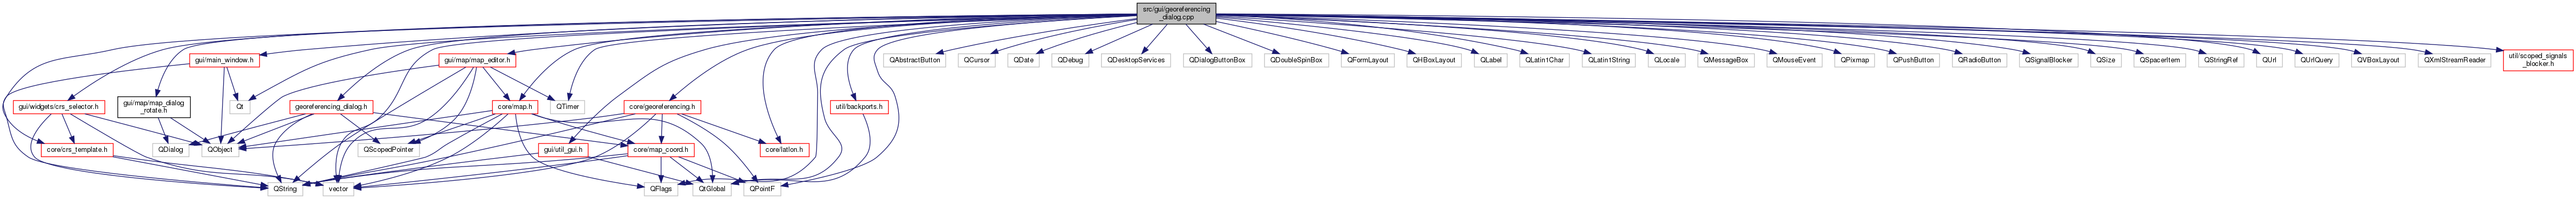 src/gui/georeferencing
_dialog.cpp
gui/main_window.h
gui/map/map_editor.h
QAbstractButton
QCursor
QDate
QDebug
QDesktopServices
QDialogButtonBox
QDoubleSpinBox
QFormLayout
QHBoxLayout
QLabel
QLatin1Char
QLatin1String
QLocale
QMessageBox
QMouseEvent
QPixmap
QPushButton
QRadioButton
QSignalBlocker
QSize
QSpacerItem
QStringRef
QUrl
QUrlQuery
QVBoxLayout
QXmlStreamReader
util/scoped_signals
_blocker.h
gui/widgets/crs_selector.h
gui/map/map_dialog
_rotate.h
Qt
georeferencing_dialog.h
core/map.h
QTimer
core/georeferencing.h
util/backports.h
core/crs_template.h
QDialog
QObject
QScopedPointer
gui/util_gui.h
core/map_coord.h
core/latlon.h
QString
vector
QFlags
QtGlobal
QPointF